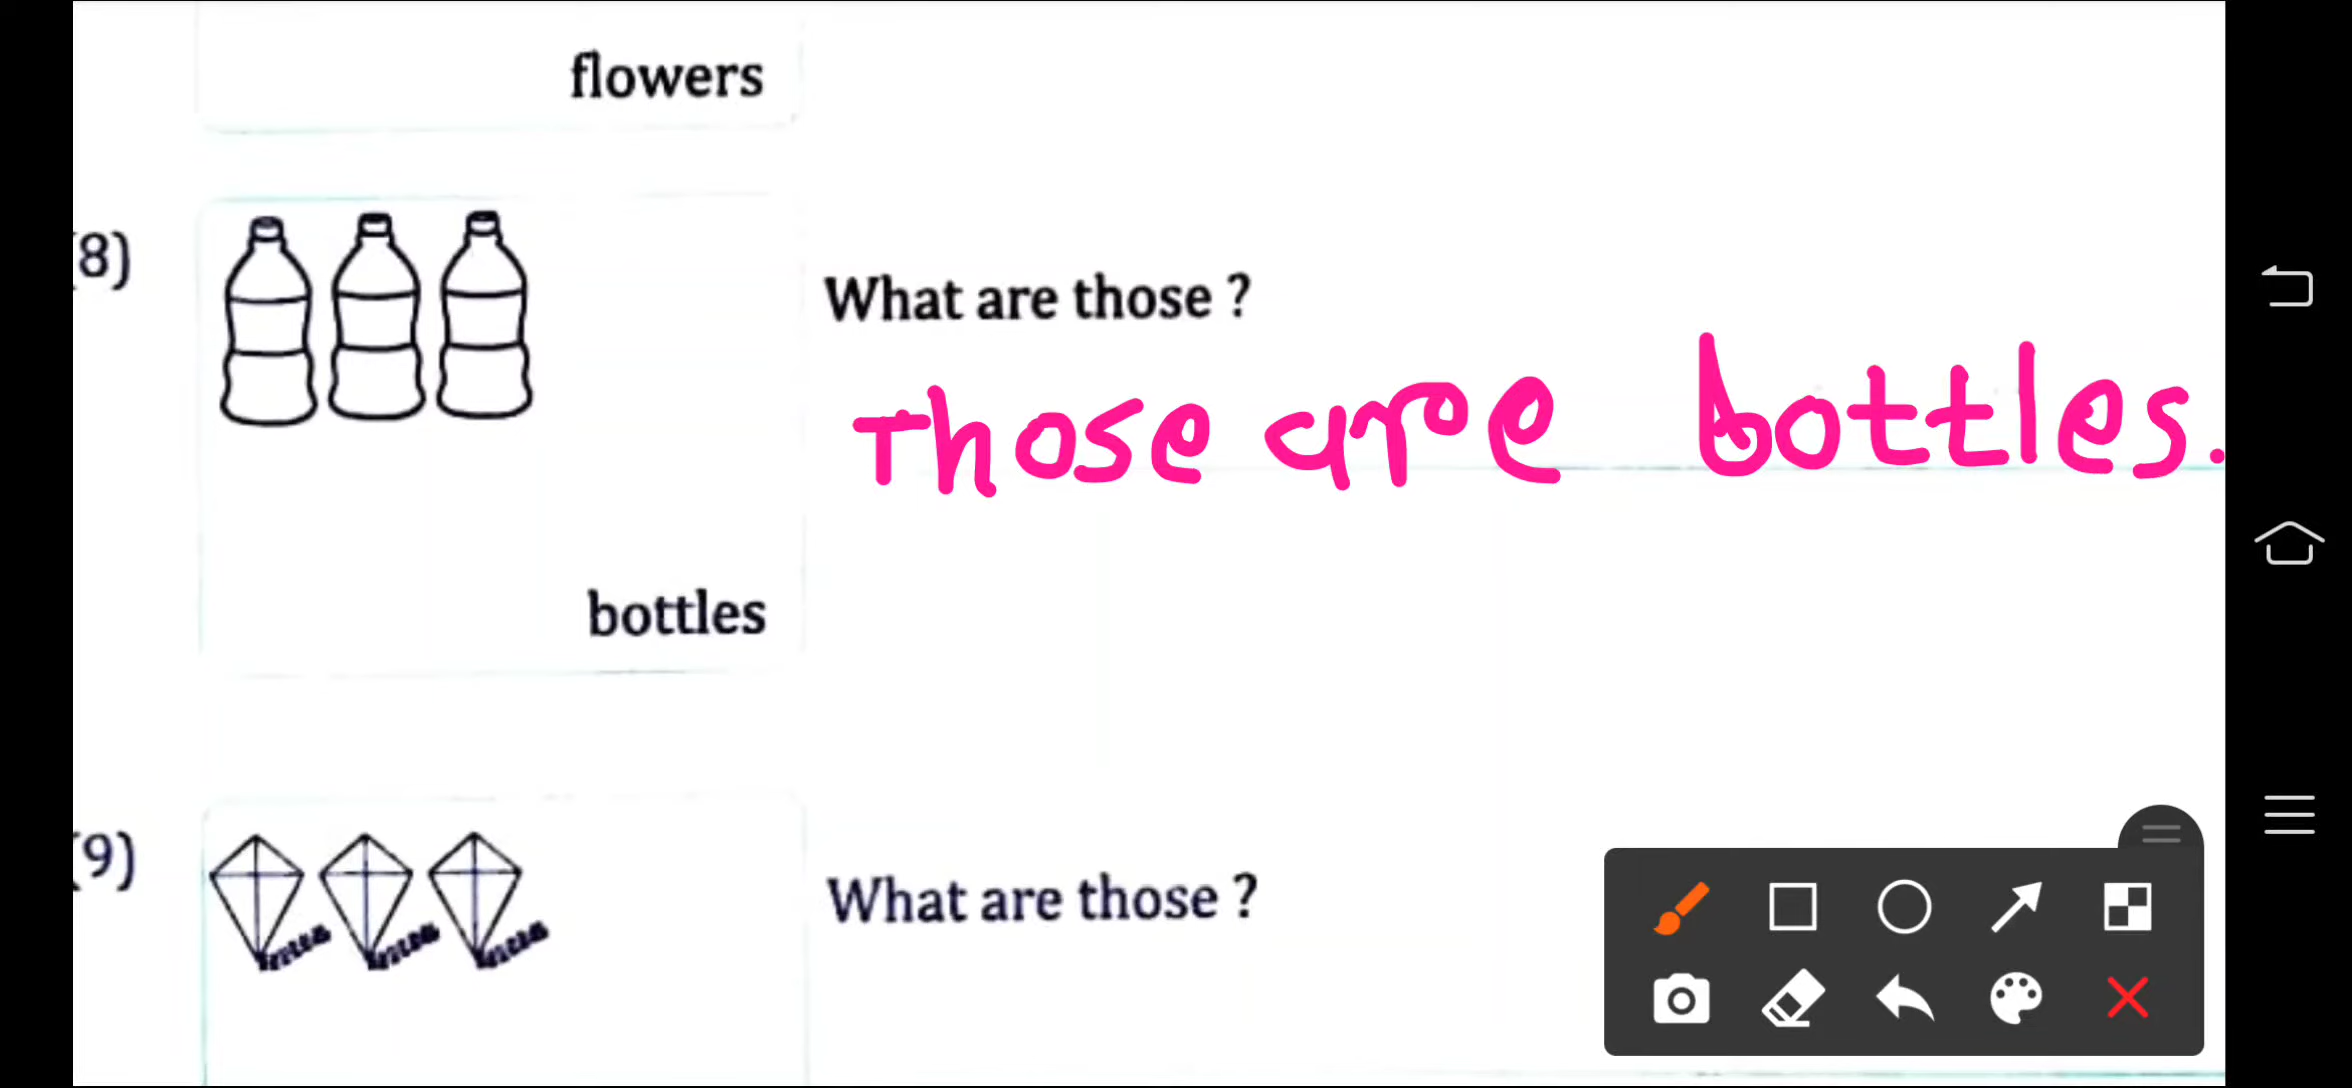 flowers
(8)
What are those ?
Those are bottles.
bottles
(9)
What are those ?